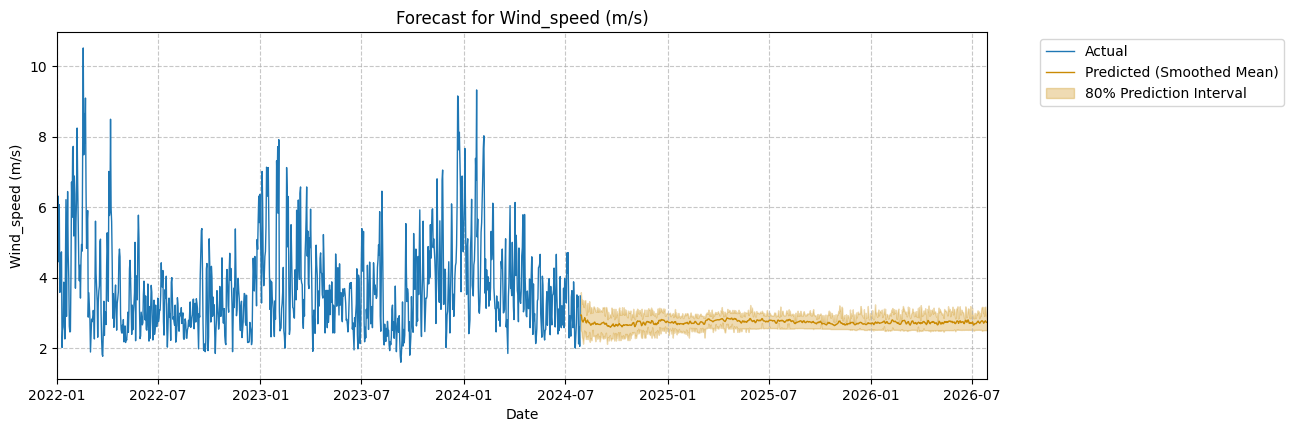 Forecast for Wind_speed (m/s)
Wind_speed (m/s)
10
8
6
4
2
2022-01 2022-07 2023-01 2023-07 2024-01 2024-07 2025-01 2025-07 2026-01 2026-07
Date
Actual
Predicted (Smoothed Mean)
80% Prediction Interval